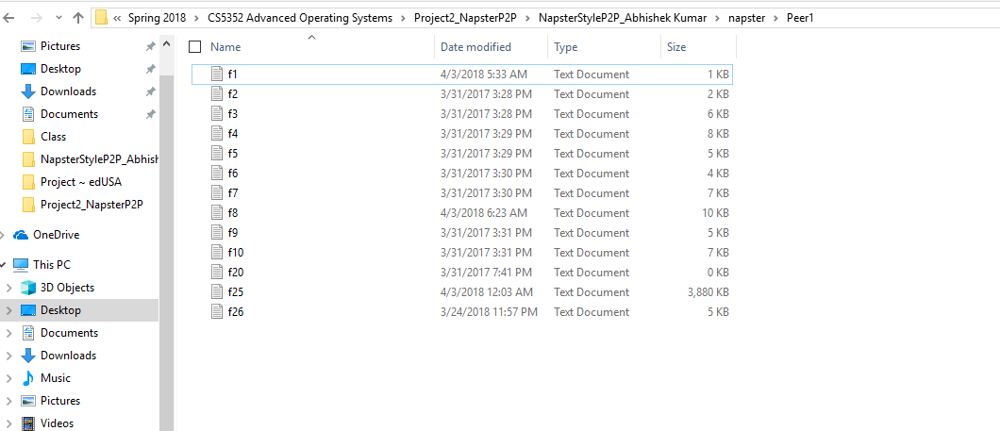 « Spring 2018 > CS5352 Advanced Operating Systems > Project2_NapsterP2P > NapsterStyleP2P_Abhishek Kumar > napster > Peer1
Pictures
Desktop
Downloads
Documents
Class
NapsterStyleP2P_Abhish
Project ~ edUSA
Project2_NapsterP2P
OneDrive
This PC
3D Objects
Desktop
Documents
Downloads
Music
Pictures
Videos
Name Date modified Type Size
f1 4/3/2018 5:33 AM Text Document 1 KB
f2 3/31/2017 3:28 PM Text Document 2 KB
f3 3/31/2017 3:28 PM Text Document 6 KB
f4 3/31/2017 3:29 PM Text Document 8 KB
f5 3/31/2017 3:29 PM Text Document 5 KB
f6 3/31/2017 3:30 PM Text Document 4 KB
f7 3/31/2017 3:30 PM Text Document 7 KB
f8 4/3/2018 6:23 AM Text Document 10 KB
f9 3/31/2017 3:31 PM Text Document 5 KB
f10 3/31/2017 3:31 PM Text Document 7 KB
f20 3/31/2017 7:41 PM Text Document 0 KB
f25 4/3/2018 12:03 AM Text Document 3,880 KB
f26 3/24/2018 11:57 PM Text Document 5 KB